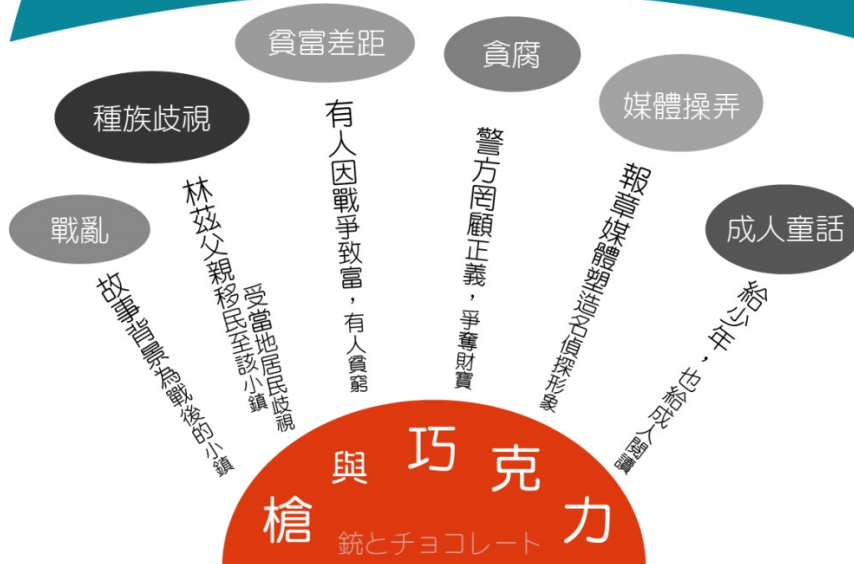 戰亂
故事背景為戰後的小鎮
種族歧視
林茲父親移民至該小鎮
受當地居民歧視
貧富差距
有人因戰爭致富，有人貧窮
貪腐
警方罔顧正義，爭奪財寶
媒體操弄
報章媒體塑造名偵探形象
成人童話
給少年，也給成人閱讀
槍與巧克力
銃とチョコレート